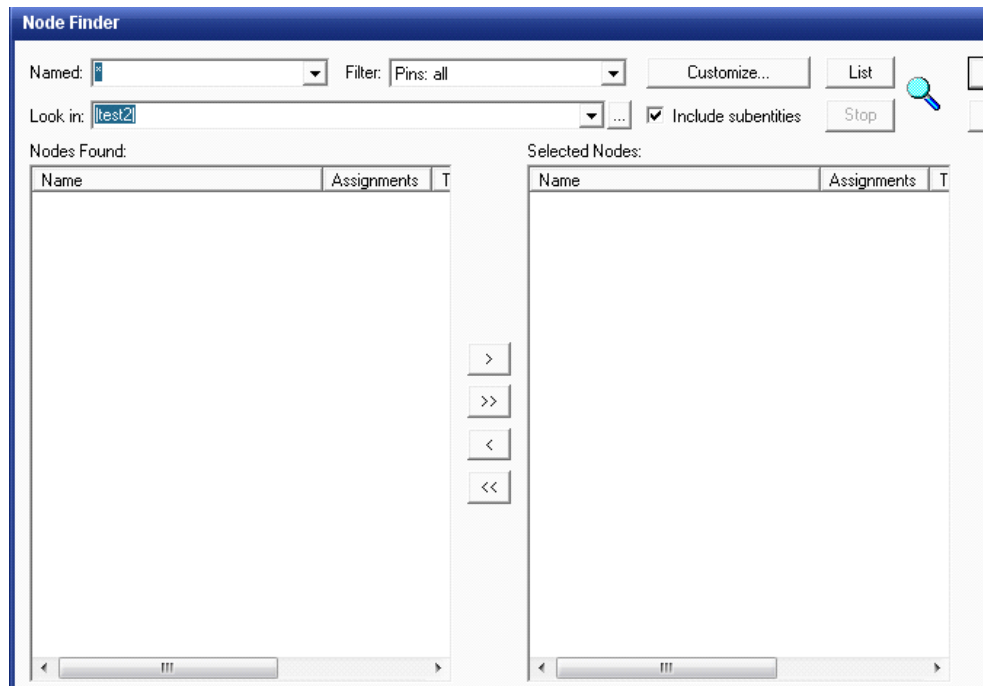 Node Finder
Named: * Filter: Pins: all Customize... List
Look in: |test2| ... Include subentities Stop
Nodes Found: Selected Nodes:
Name Assignments T Name Assignments T
>
>>
<
<<